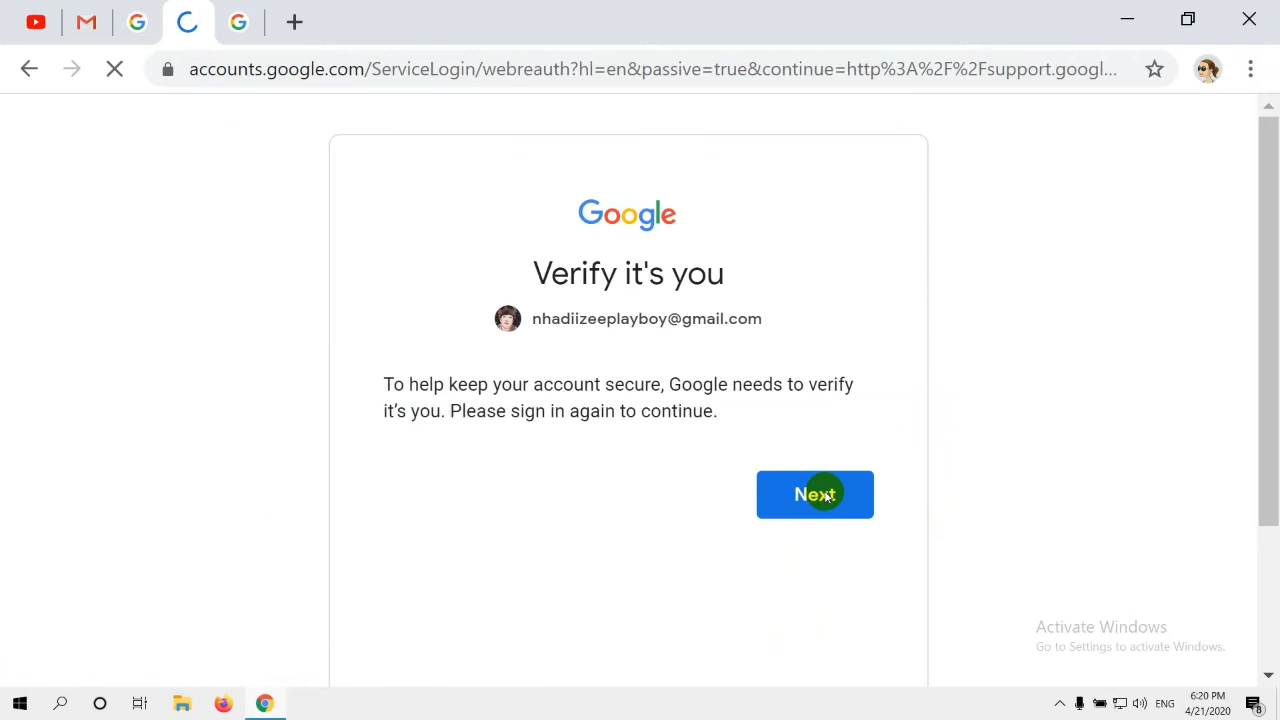 accounts.google.com/ServiceLogin/webreauth?hl=en&passive=true&continue=http%3A%2F%2Fsupport.googl...
Google
Verify it's you
nhadiizeeplayboy@gmail.com
To help keep your account secure, Google needs to verify
it’s you. Please sign in again to continue.
Next
Activate Windows
Go to Settings to activate Windows.
ENG
6:20 PM
4/21/2020
8